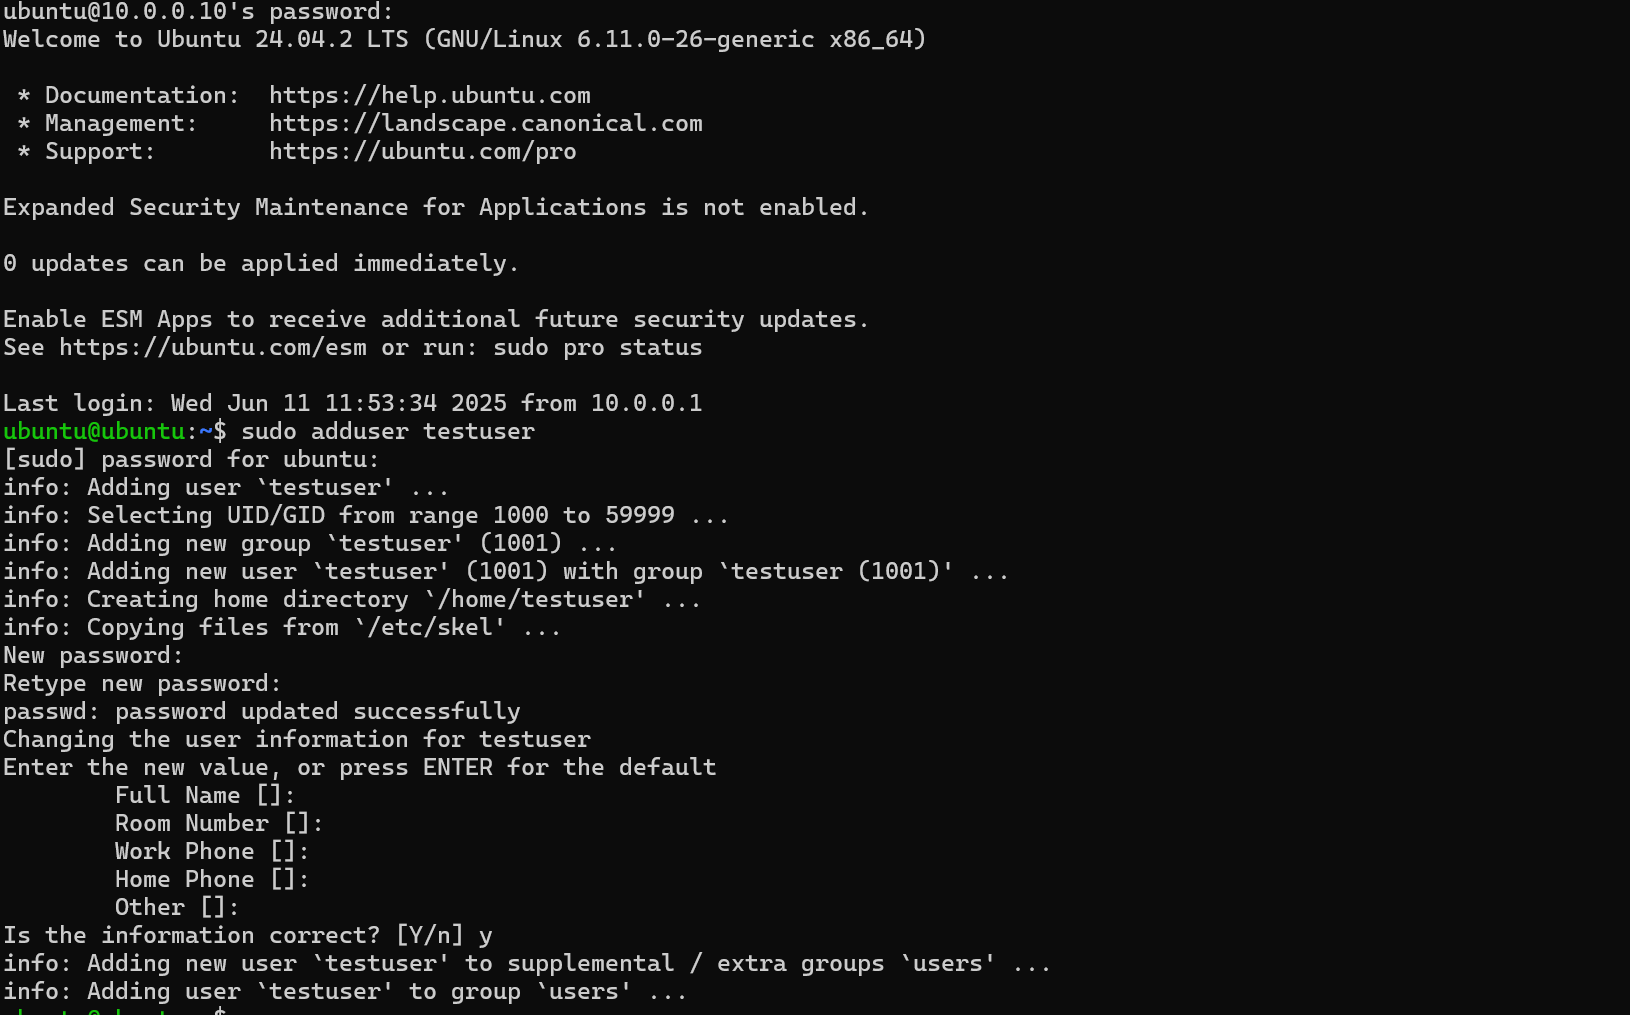 ubuntu@10.0.0.10's password:
Welcome to Ubuntu 24.04.2 LTS (GNU/Linux 6.11.0-26-generic x86_64)
* Documentation:  https://help.ubuntu.com
* Management:     https://landscape.canonical.com
* Support:        https://ubuntu.com/pro
Expanded Security Maintenance for Applications is not enabled.
0 updates can be applied immediately.
Enable ESM Apps to receive additional future security updates.
See https://ubuntu.com/esm or run: sudo pro status
Last login: Wed Jun 11 11:53:34 2025 from 10.0.0.1
ubuntu@ubuntu:~$ sudo adduser testuser
[sudo] password for ubuntu:
info: Adding user `testuser' ...
info: Selecting UID/GID from range 1000 to 59999 ...
info: Adding new group `testuser' (1001) ...
info: Adding new user `testuser' (1001) with group `testuser (1001)' ...
info: Creating home directory `/home/testuser' ...
info: Copying files from `/etc/skel' ...
New password:
Retype new password:
passwd: password updated successfully
Changing the user information for testuser
Enter the new value, or press ENTER for the default
Full Name []:
Room Number []:
Work Phone []:
Home Phone []:
Other []:
Is the information correct? [Y/n] y
info: Adding new user `testuser' to supplemental / extra groups `users' ...
info: Adding user `testuser' to group `users' ...